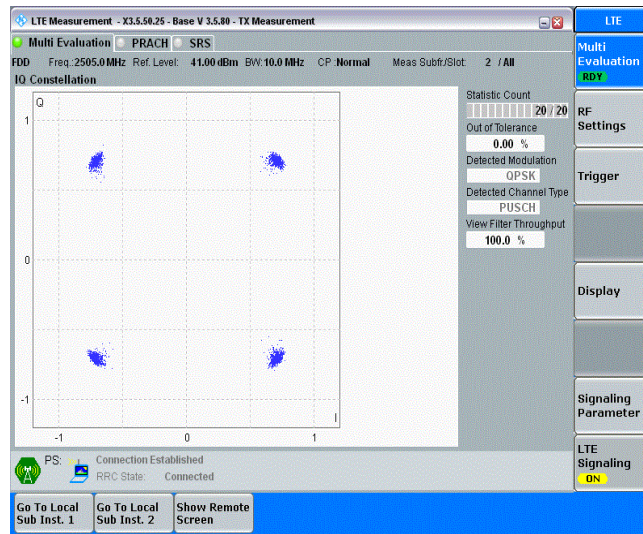 LTE Measurement - X3.5.50.25 - Base V 3.5.80 - TX Measurement
LTE
Multi Evaluation PRACH SRS
FDD Freq.:2505.0 MHz Ref. Level: 41.00 dBm BW:10.0 MHz CP:Normal Meas Subfr./Slot: 2 / All
IQ Constellation
Q
1
0
-1
-1 0 1
I
Statistic Count
20 / 20
Out of Tolerance
0.00 %
Detected Modulation
QPSK
Detected Channel Type
PUSCH
View Filter Throughput
100.0 %
Multi
Evaluation
RDY
RF
Settings
Trigger
Display
Signaling
Parameter
LTE
Signaling
ON
PS: Connection Established
RRC State: Connected
Go To Local
Sub Inst. 1
Go To Local
Sub Inst. 2
Show Remote
Screen